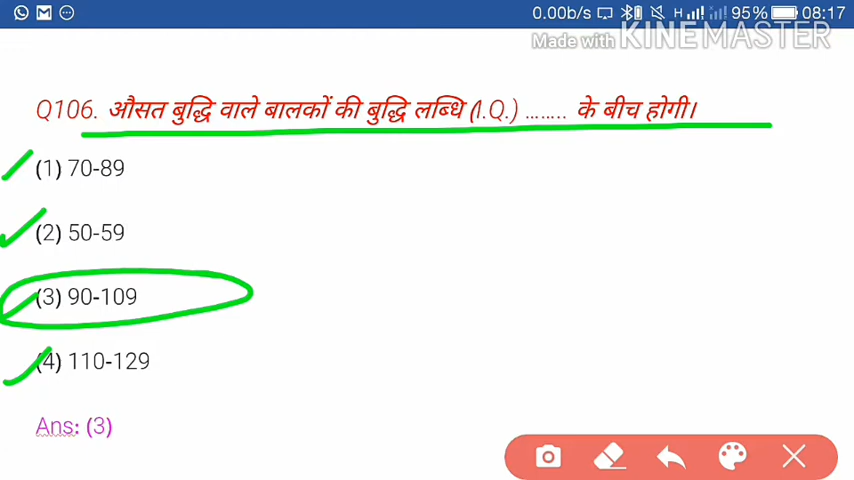 0.00b/s H 95% 08:17
Made with KINEMASTER
Q106. औसत बुद्धि वाले बालकों की बुद्धि लब्धि (I.Q.) ........ के बीच होगी।
(1) 70-89
(2) 50-59
(3) 90-109
(4) 110-129
Ans: (3)